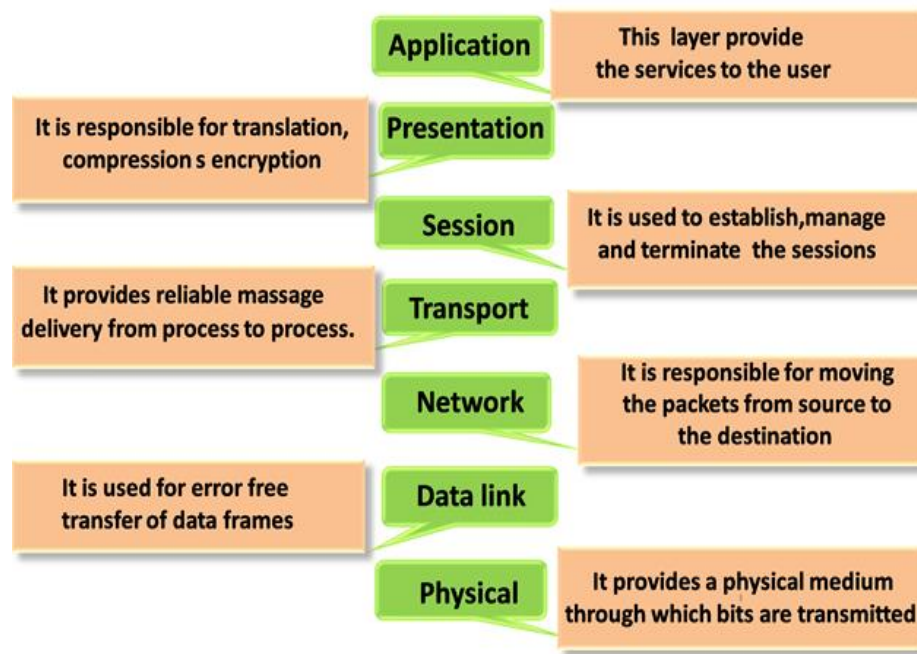 Application
This layer provide
the services to the user
Presentation
It is responsible for translation,
compression s encryption
Session
It is used to establish,manage
and terminate the sessions
Transport
It provides reliable massage
delivery from process to process.
Network
It is responsible for moving
the packets from source to
the destination
Data link
It is used for error free
transfer of data frames
Physical
It provides a physical medium
through which bits are transmitted